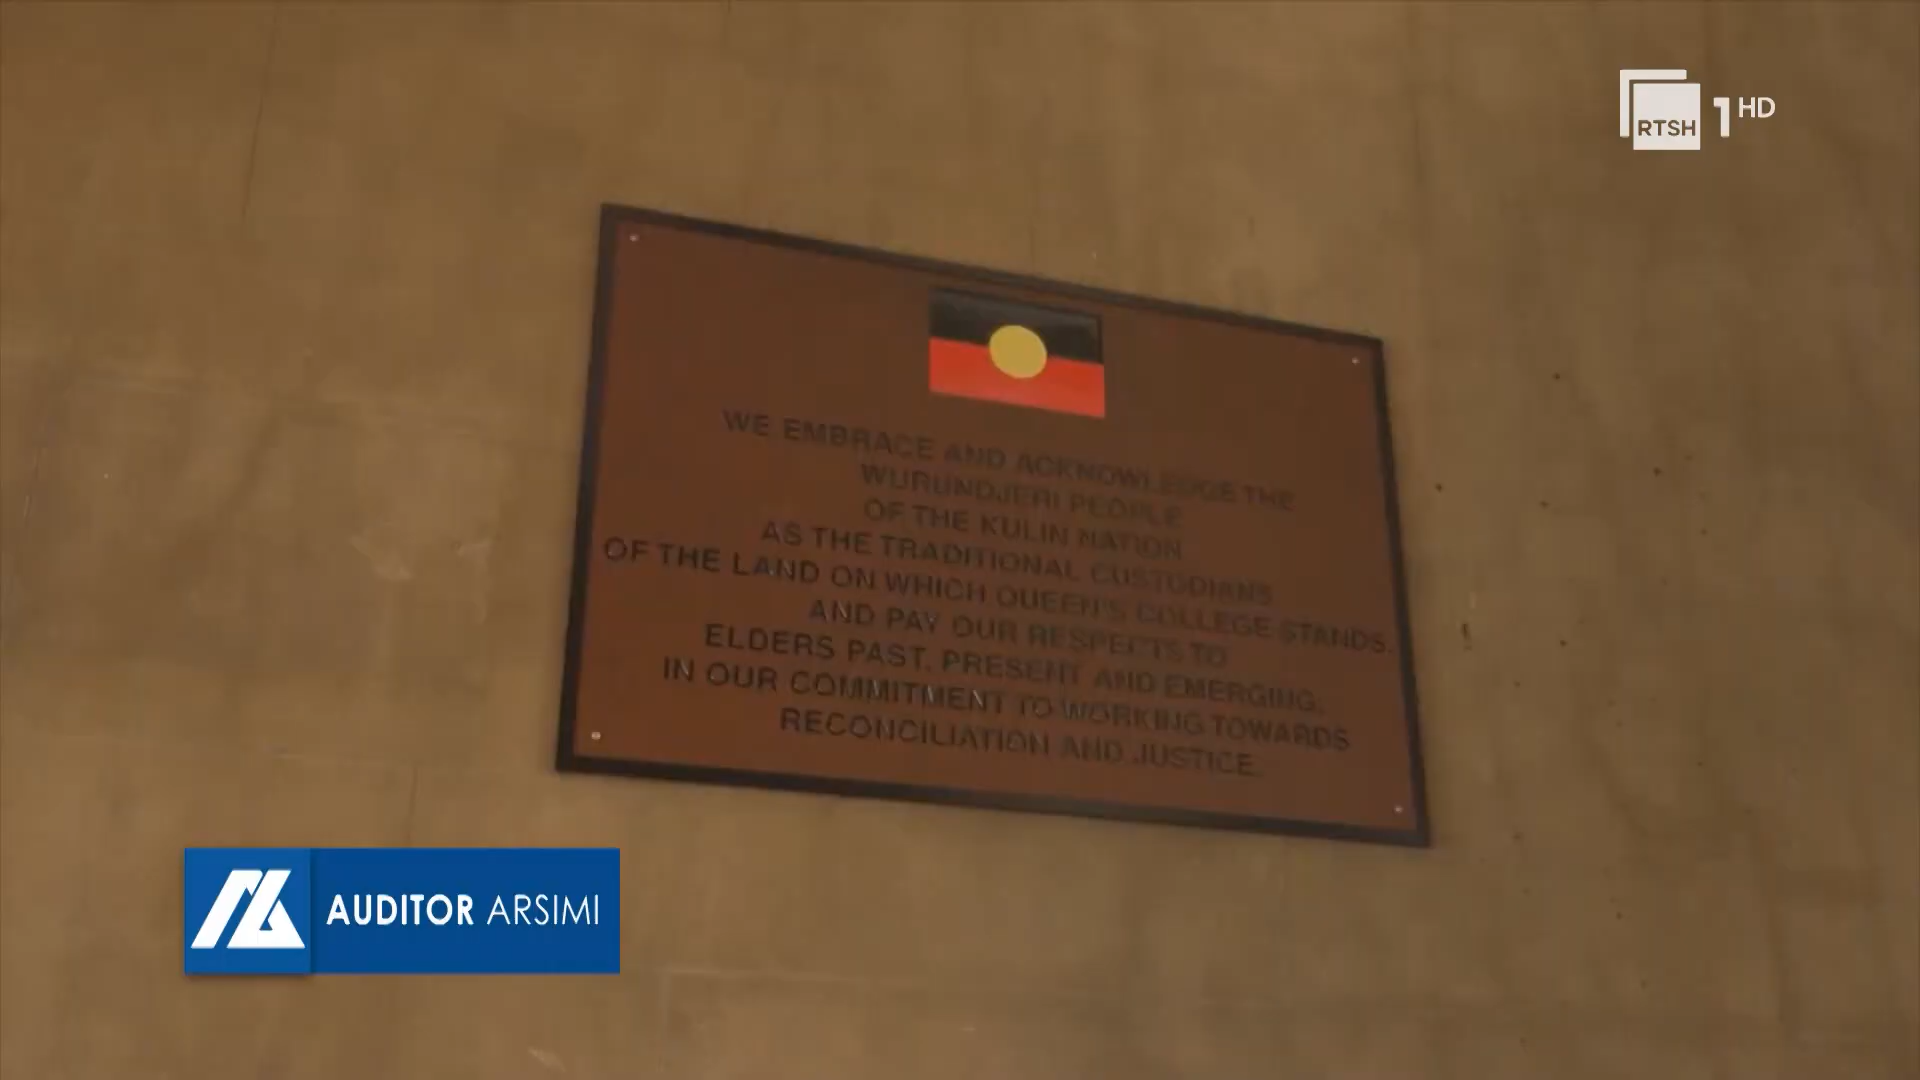 RTSH 1 HD
WE EMBRACE AND ACKNOWLEDGE THE
WURUNDJERI PEOPLE
OF THE KULIN NATION
AS THE TRADITIONAL CUSTODIANS
OF THE LAND ON WHICH QUEEN'S COLLEGE STANDS.
AND PAY OUR RESPECTS TO
ELDERS PAST, PRESENT AND EMERGING,
IN OUR COMMITMENT TO WORKING TOWARDS
RECONCILIATION AND JUSTICE.
AUDITOR ARSIMI